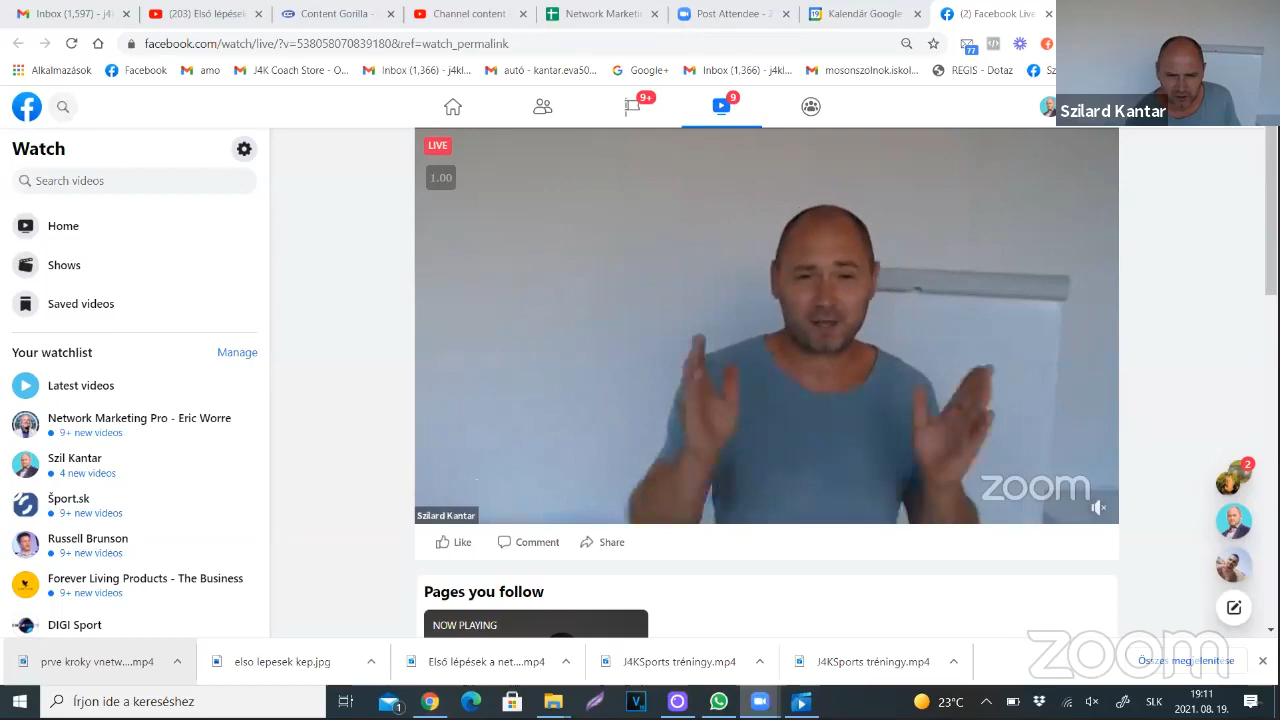 Inbox (1,597) - j4k
(203) Első lépések
Content Gorilla
Channel content
Network Marketi
Post Attendee - Z
Kalendár Google
(2) Facebook Live
facebook.com/watch/live/?v=538058070839180&ref=watch_permalink
77
Alkalmazások
Facebook
amo
J4K Coach Store - O...
Inbox (1,366) - j4kl...
autó - kantar.eva50...
Google+
Inbox (1,366) - j4kl...
mosonszolnok.iskol...
REGIS - Dotaz
Sz
9+
9
Szilard Kantar
Watch
Search videos
Home
Shows
Saved videos
Your watchlist
Manage
Latest videos
Network Marketing Pro - Eric Worre
9+ new videos
Szil Kantar
4 new videos
Šport.sk
9+ new videos
Russell Brunson
9+ new videos
Forever Living Products - The Business
9+ new videos
DIGI Sport
LIVE
1.00
zoom
Szilard Kantar
Like
Comment
Share
Pages you follow
NOW PLAYING
2
zoom
prve kroky vnetw....mp4
elso lepesek kep.jpg
Első lépések a net....mp4
J4KSports tréningy.mp4
J4KSports tréningy.mp4
Összes megjelenítése
Írjon ide a kereséshez
1
23°C
SLK
19:11
2021. 08. 19.